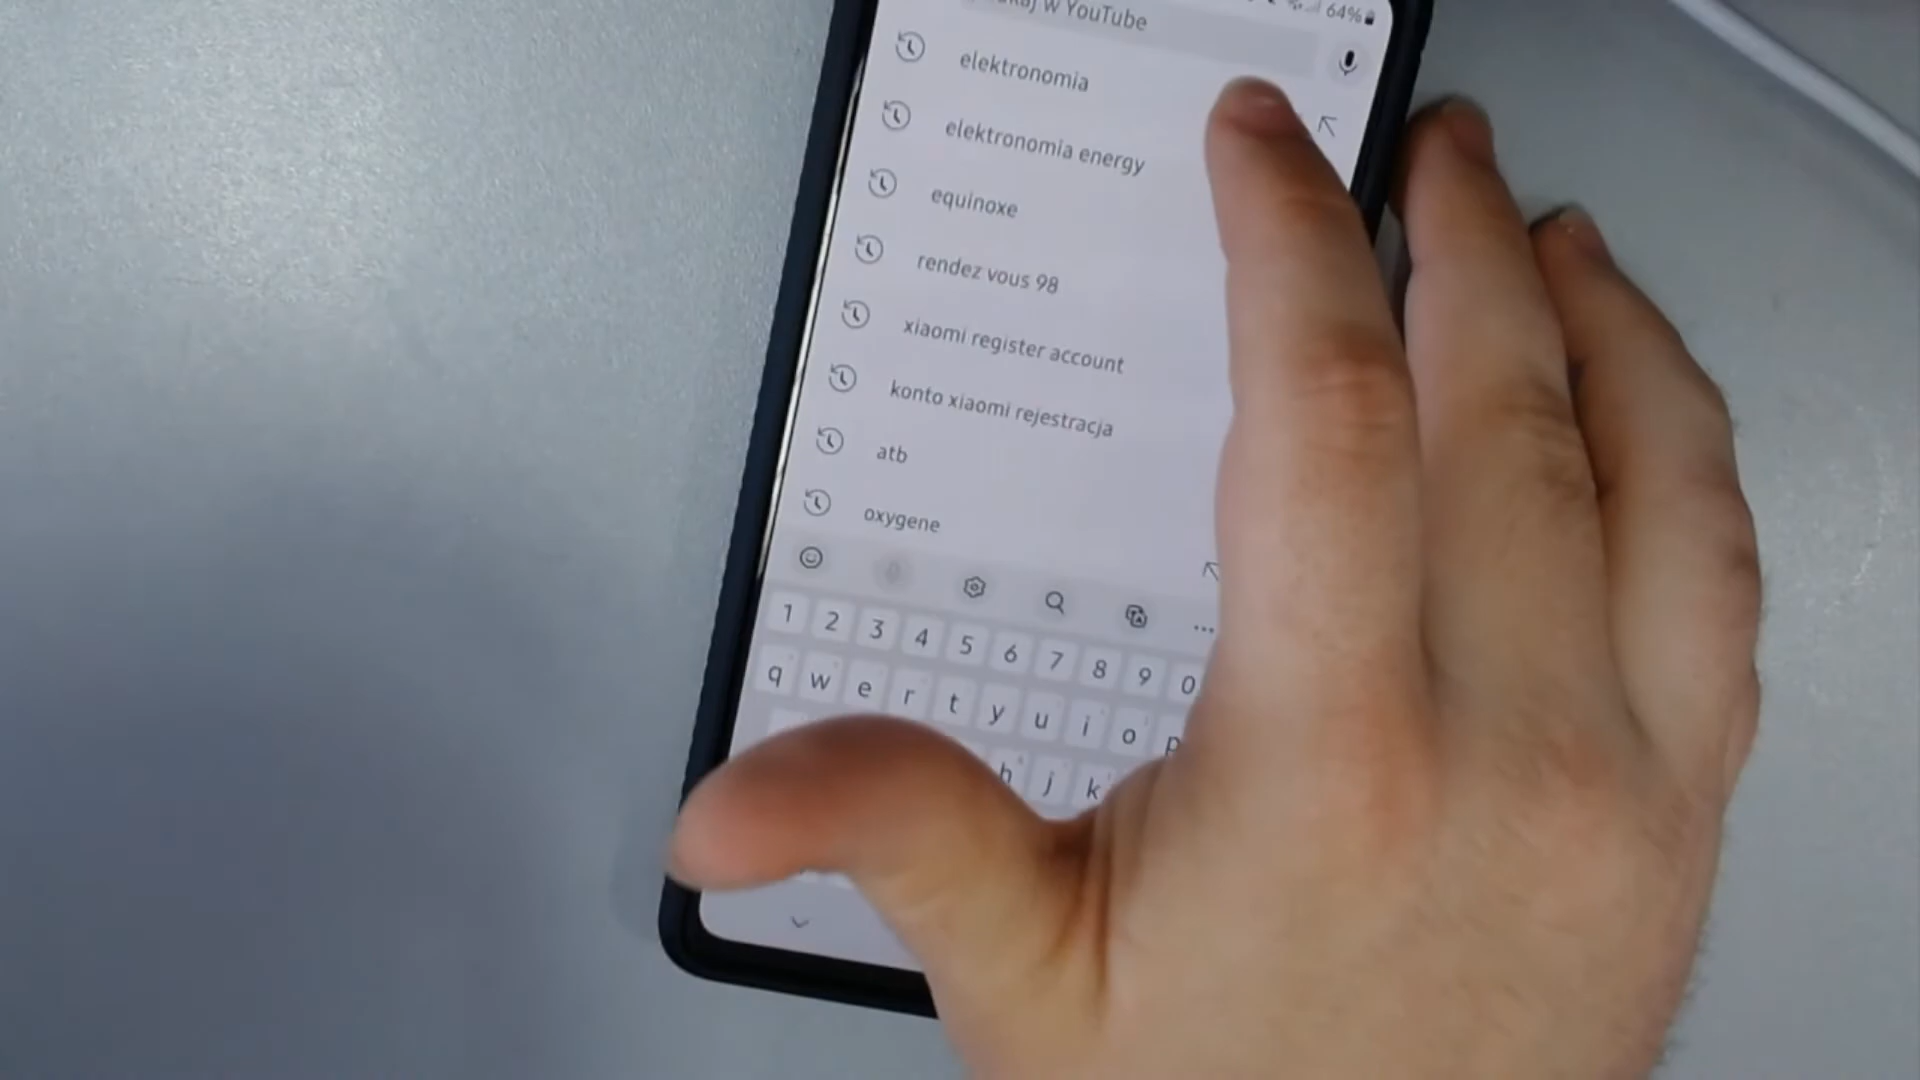 64%
w YouTube
elektronomia
elektronomia energy
equinoxe
rendez vous 98
xiaomi register account
konto xiaomi rejestracja
atb
oxygene
1 2 3 4 5 6 7 8 9 0
q w e r t y u i o p
h j k